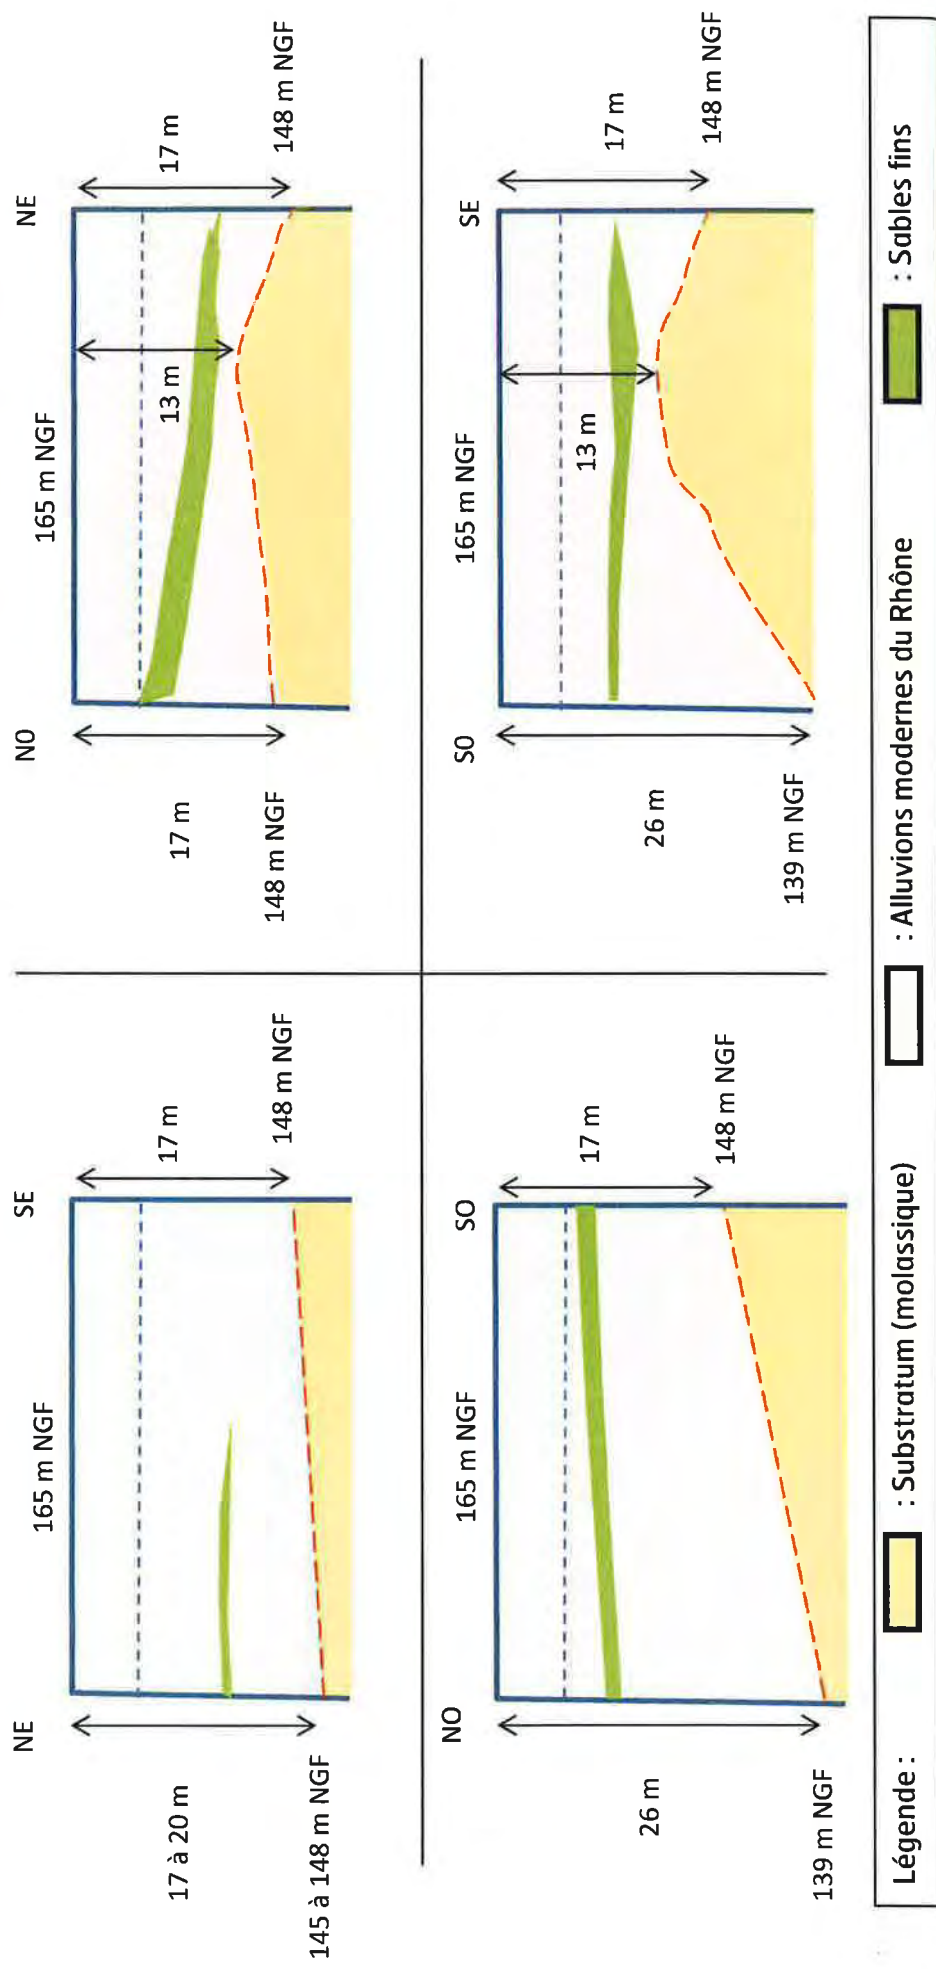 NE
SE
165 m NGF
17 à 20 m
17 m
145 à 148 m NGF
148 m NGF
NO
NE
165 m NGF
17 m
13 m
17 m
148 m NGF
148 m NGF
NO
SO
165 m NGF
26 m
17 m
139 m NGF
148 m NGF
SO
SE
165 m NGF
26 m
13 m
17 m
139 m NGF
148 m NGF
Légende :
: Substratum (molassique)
: Alluvions modernes du Rhône
: Sables fins